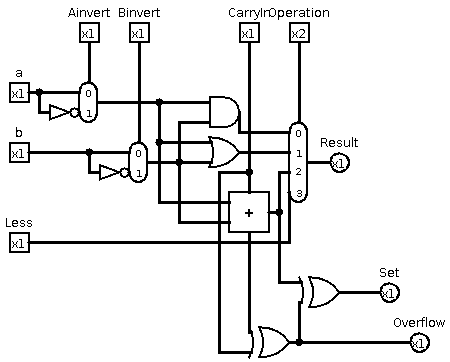 Ainvert Binvert CarryIn Operation
x1 x1 x1 x2
a
x1 0
1
0
b
x1 0 1 Result
1 2 x1
+ 3
Less
x1
Set
x1
Overflow
x1